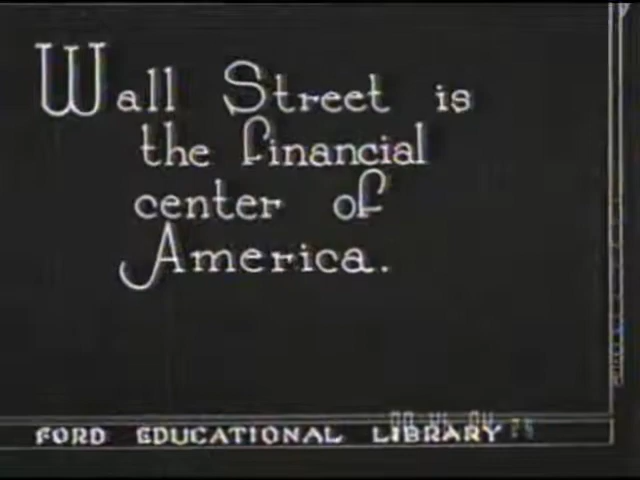 Wall Street is
the financial
center of
America.
FORD EDUCATIONAL LIBRARY